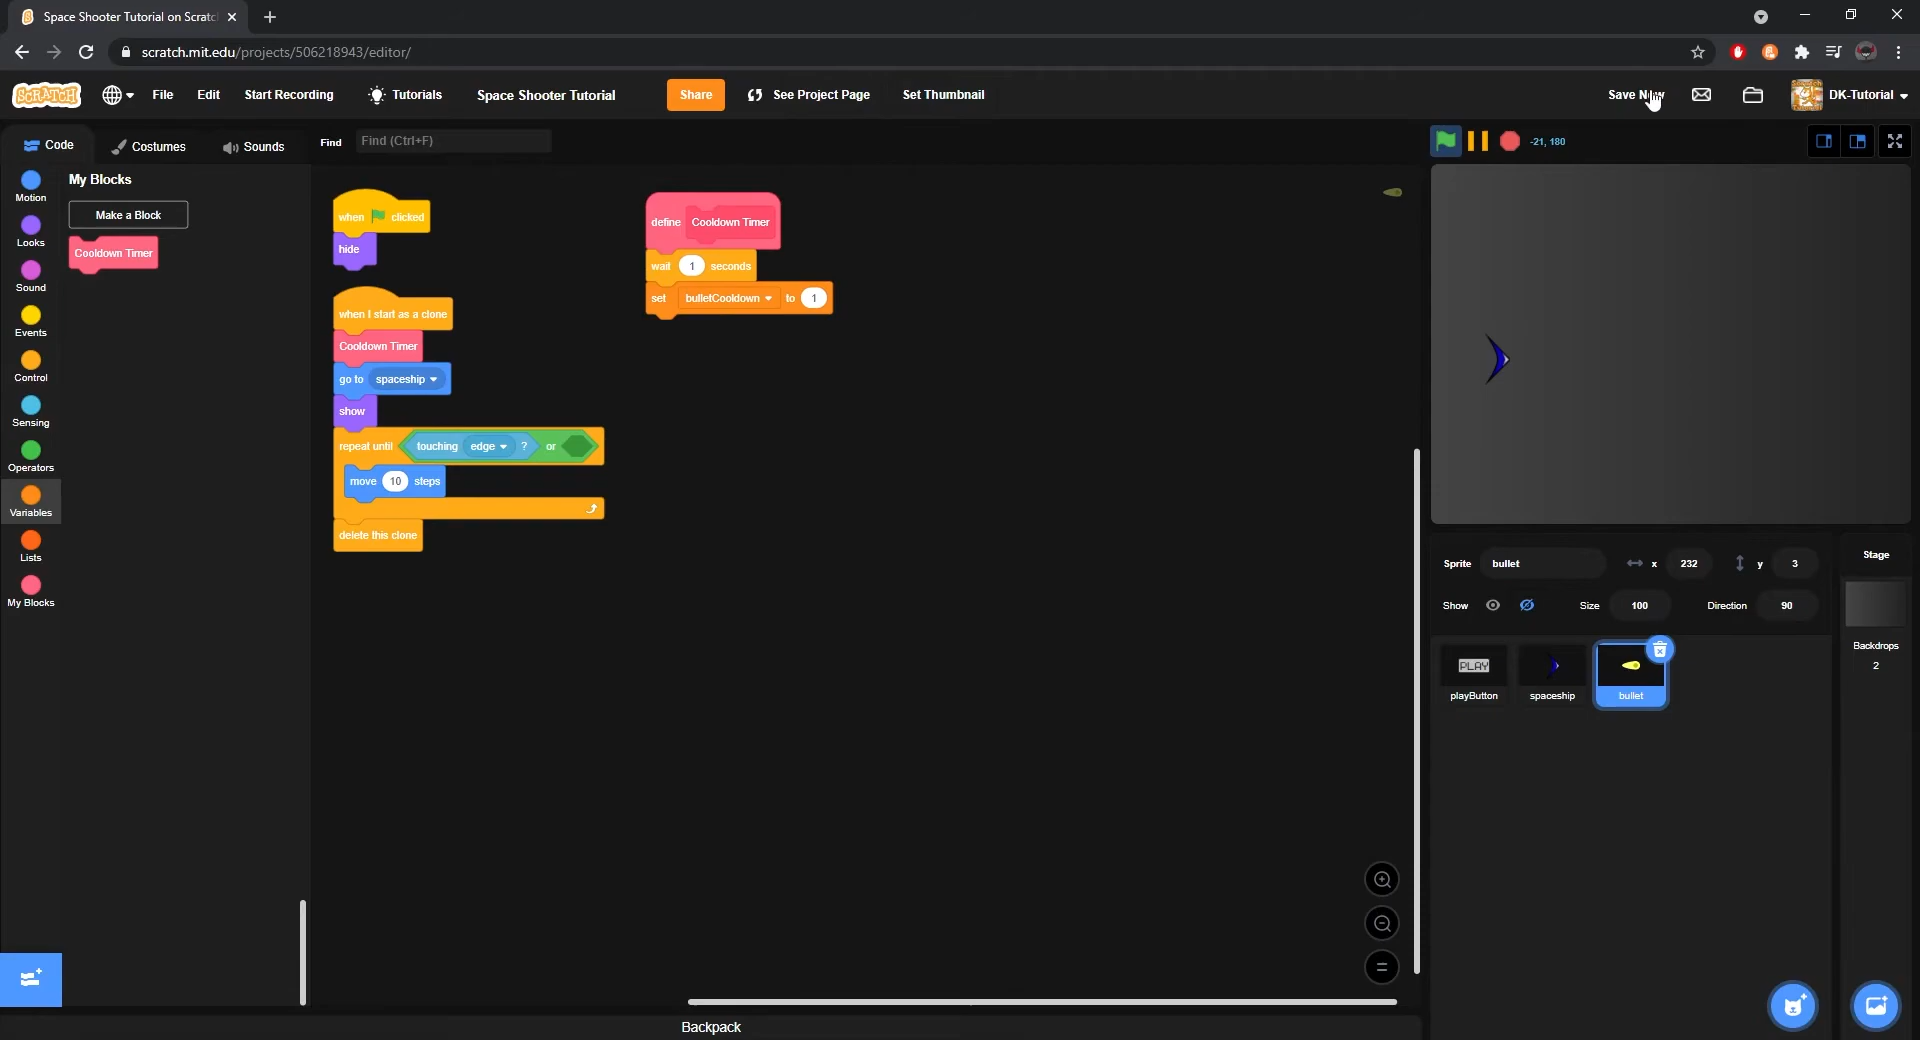 Space Shooter Tutorial on Scratc
scratch.mit.edu/projects/506218943/editor/
SCRATCH
File
Edit
Start Recording
Tutorials
Space Shooter Tutorial
Share
See Project Page
Set Thumbnail
Save Now
DK-Tutorial
Code
Costumes
Sounds
Find
Find (Ctrl+F)
-21, 180
Motion
Looks
Sound
Events
Control
Sensing
Operators
Variables
Lists
My Blocks
My Blocks
Make a Block
Cooldown Timer
when clicked
hide
when I start as a clone
Cooldown Timer
go to spaceship
show
repeat until touching edge ? or
move 10 steps
delete this clone
define Cooldown Timer
wait 1 seconds
set bulletCooldown to 1
Sprite bullet x 232 y 3
Show Size 100 Direction 90
PLAY
playButton
spaceship
bullet
Stage
Backdrops
2
Backpack